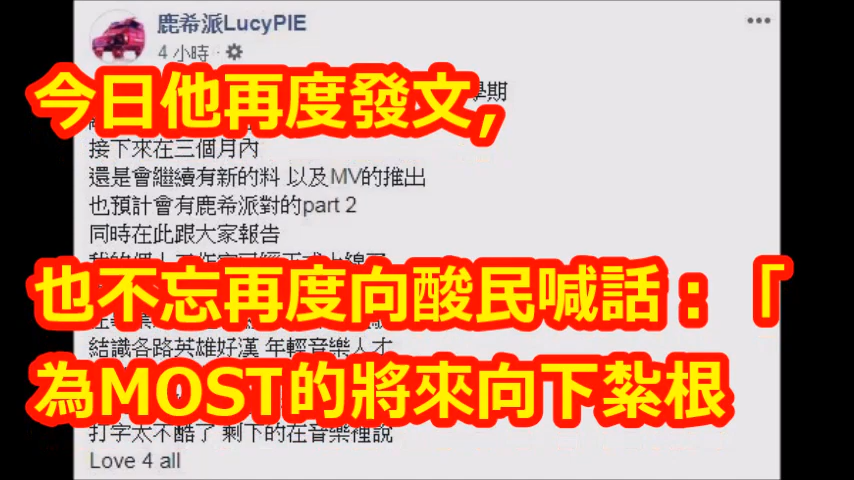 鹿希派LucyPIE
4 小時
學期
今日他再度發文,
接下來在三個月內
還是會繼續有新的料 以及MV的推出
也預計會有鹿希派對的part 2
同時在此跟大家報告
也不忘再度向酸民喊話：「
結識各路英雄好漢 年輕音樂人才
為MOST的將來向下紮根
打字太不酷了 剩下的在音樂裡說
Love 4 all